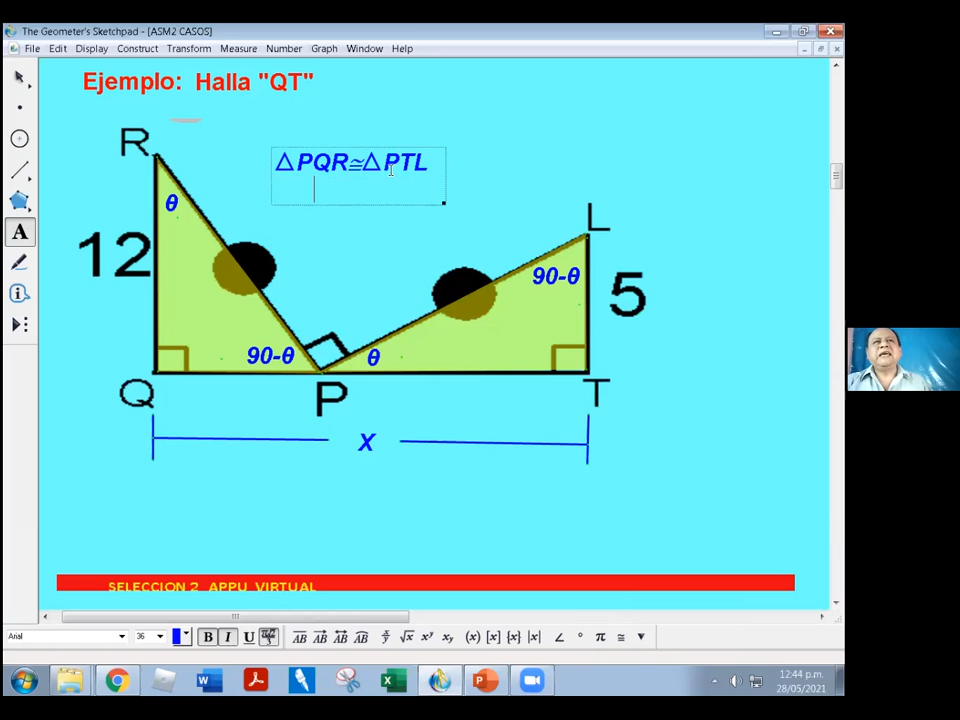 The Geometer's Sketchpad - [ASM2 CASOS]
File Edit Display Construct Transform Measure Number Graph Window Help
Ejemplo: Halla "QT"
R
△PQR≅△PTL
θ
L
12
90-θ
5
90-θ
θ
Q
P
T
X
SELECCION 2 APPU VIRTUAL
Arial 36 B I U
12:44 p.m.
28/05/2021